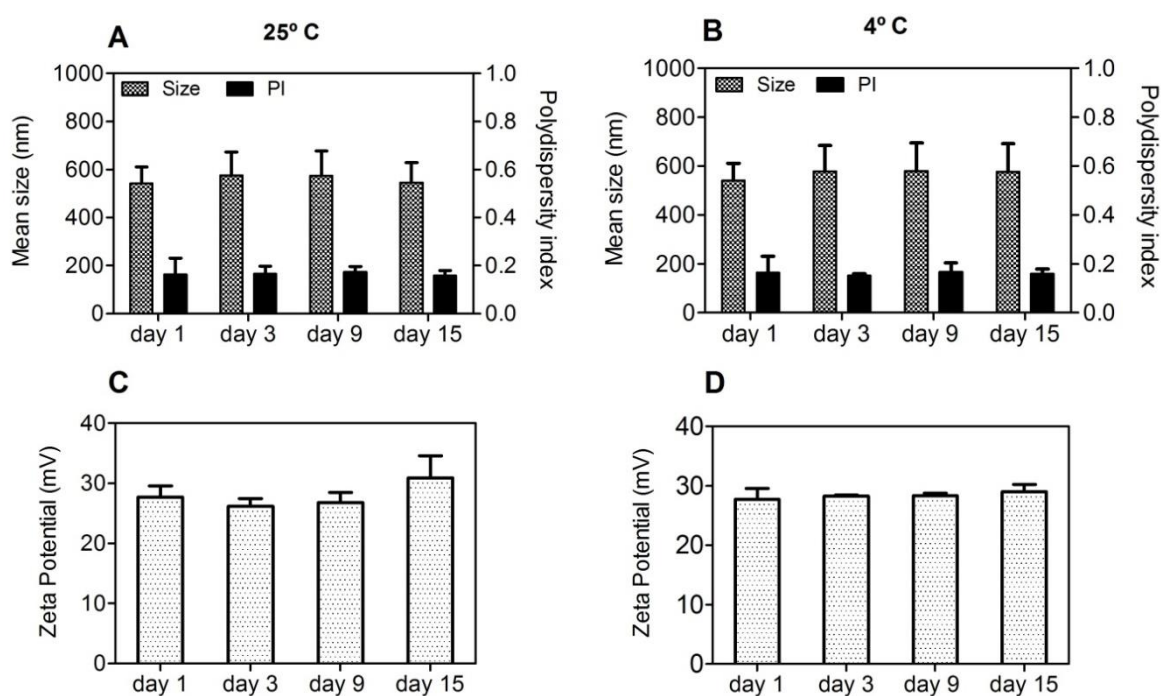 A 25º C
1000
800
600
400
200
0
Mean size (nm)
Size PI
1.0
0.8
0.6
0.4
0.2
0.0
Polydispersity index
day 1 day 3 day 9 day 15
B 4º C
1000
800
600
400
200
0
Mean size (nm)
Size PI
1.0
0.8
0.6
0.4
0.2
0.0
Polydispersity index
day 1 day 3 day 9 day 15
C
40
30
20
10
0
Zeta Potential (mV)
day 1 day 3 day 9 day 15
D
40
30
20
10
0
Zeta Potential (mV)
day 1 day 3 day 9 day 15